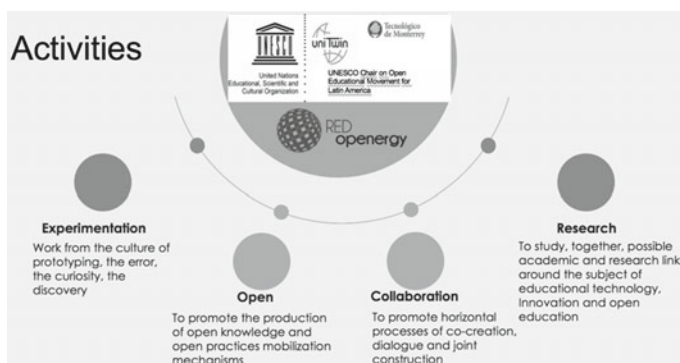 Activities
UNESCO
United Nations
Educational, Scientific and
Cultural Organization
uniTwin
Tecnológico
de Monterrey
UNESCO Chair on Open
Educational Movement for
Latin America
RED
openergy
Experimentation
Work from the culture of
prototyping, the error,
the curiosity, the
discovery
Open
To promote the production
of open knowledge and
open practices mobilization
mechanisms
Collaboration
To promote horizontal
processes of co-creation,
dialogue and joint
construction
Research
To study, together, possible
academic and research link
around the subject of
educational technology,
Innovation and open
education